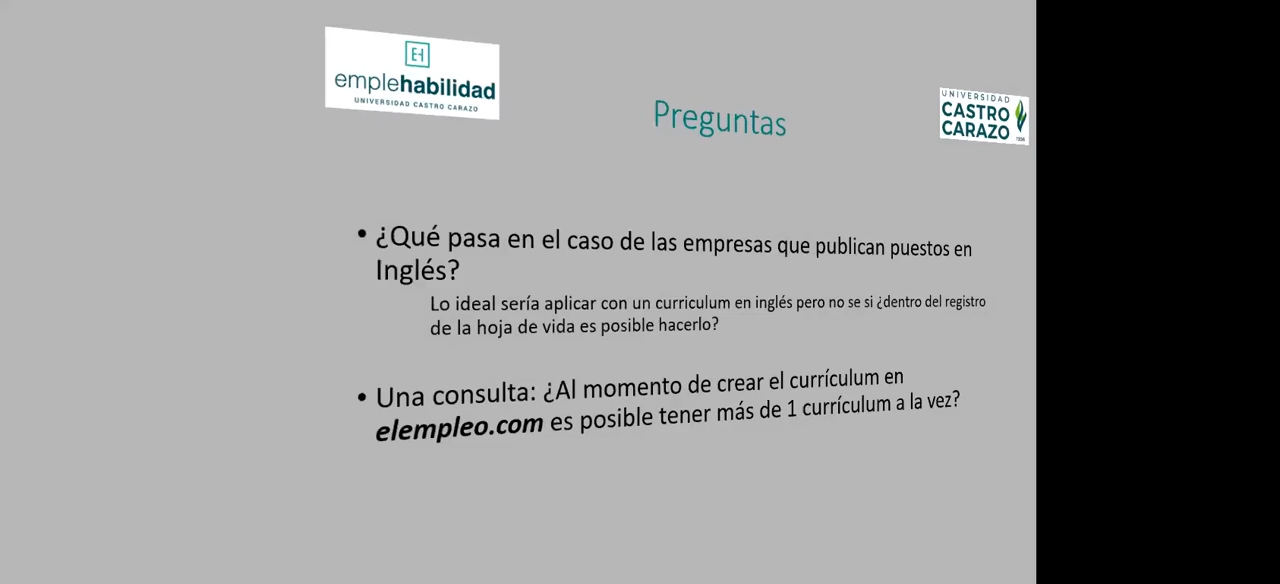 EH
emplehabilidad
UNIVERSIDAD CASTRO CARAZO
Preguntas
UNIVERSIDAD
CASTRO
CARAZO
• ¿Qué pasa en el caso de las empresas que publican puestos en
Inglés?
Lo ideal sería aplicar con un curriculum en inglés pero no se si ¿dentro del registro
de la hoja de vida es posible hacerlo?
• Una consulta: ¿Al momento de crear el currículum en
elempleo.com es posible tener más de 1 currículum a la vez?